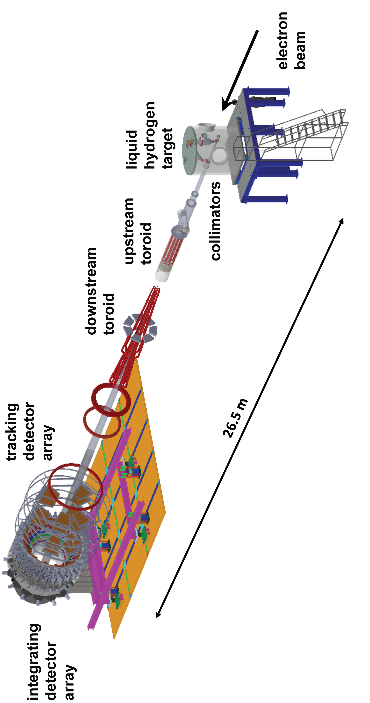 integrating
detector
array
tracking
detector
array
downstream
toroid
upstream
toroid
collimators
liquid
hydrogen
target
electron
beam
26.5 m